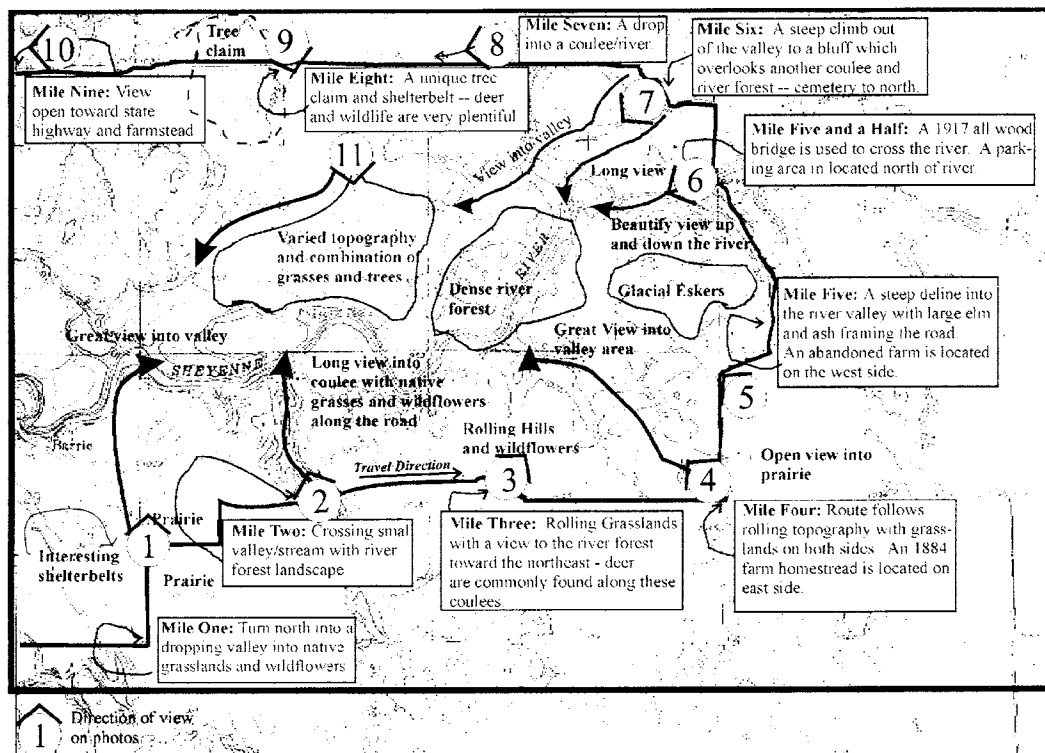 10
Tree
claim
9
8
Mile Seven: A drop
into a coulee/river.
Mile Six: A steep climb out
of the valley to a bluff which
overlooks another coulee and
river forest -- cemetery to north.
Mile Nine: View
open toward state
highway and farmstead
Mile Eight: A unique tree
claim and shelterbelt -- deer
and wildlife are very plentiful
7
Mile Five and a Half: A 1917 all wood
bridge is used to cross the river. A park-
ing area in located north of river.
11
View into valley
Long view
6
Beautify view up
and down the river
Varied topography
and combination o
grasses and trees
Dense river
forest
RIVER
Glacial Eskers
Mile Five: A steep deline into
the river valley with large elm
and ash framing the road.
An abandoned farm is located
on the west side.
Great view into valley
SHEYENNE
Long view into
coulee with native
grasses and wildflowers
along the road
Great View into
valley area
5
Barrie
Rolling Hills
and wildflowers
Open view into
prairie
Travel Direction
2
3
4
Prairie
1
Interesting
shelterbelts
Prairie
Mile Two: Crossing smal
valley/stream with river
forest landscape
Mile Three: Rolling Grasslands
with a view to the river forest
toward the northeast - deer
are commonly found along these
coulees.
Mile Four: Route follows
rolling topography with grass-
lands on both sides. An 1884
farm homestread is located on
east side.
Mile One: Turn north into a
dropping valley into native
grasslands and wildflowers
1
Direction of view
on photos